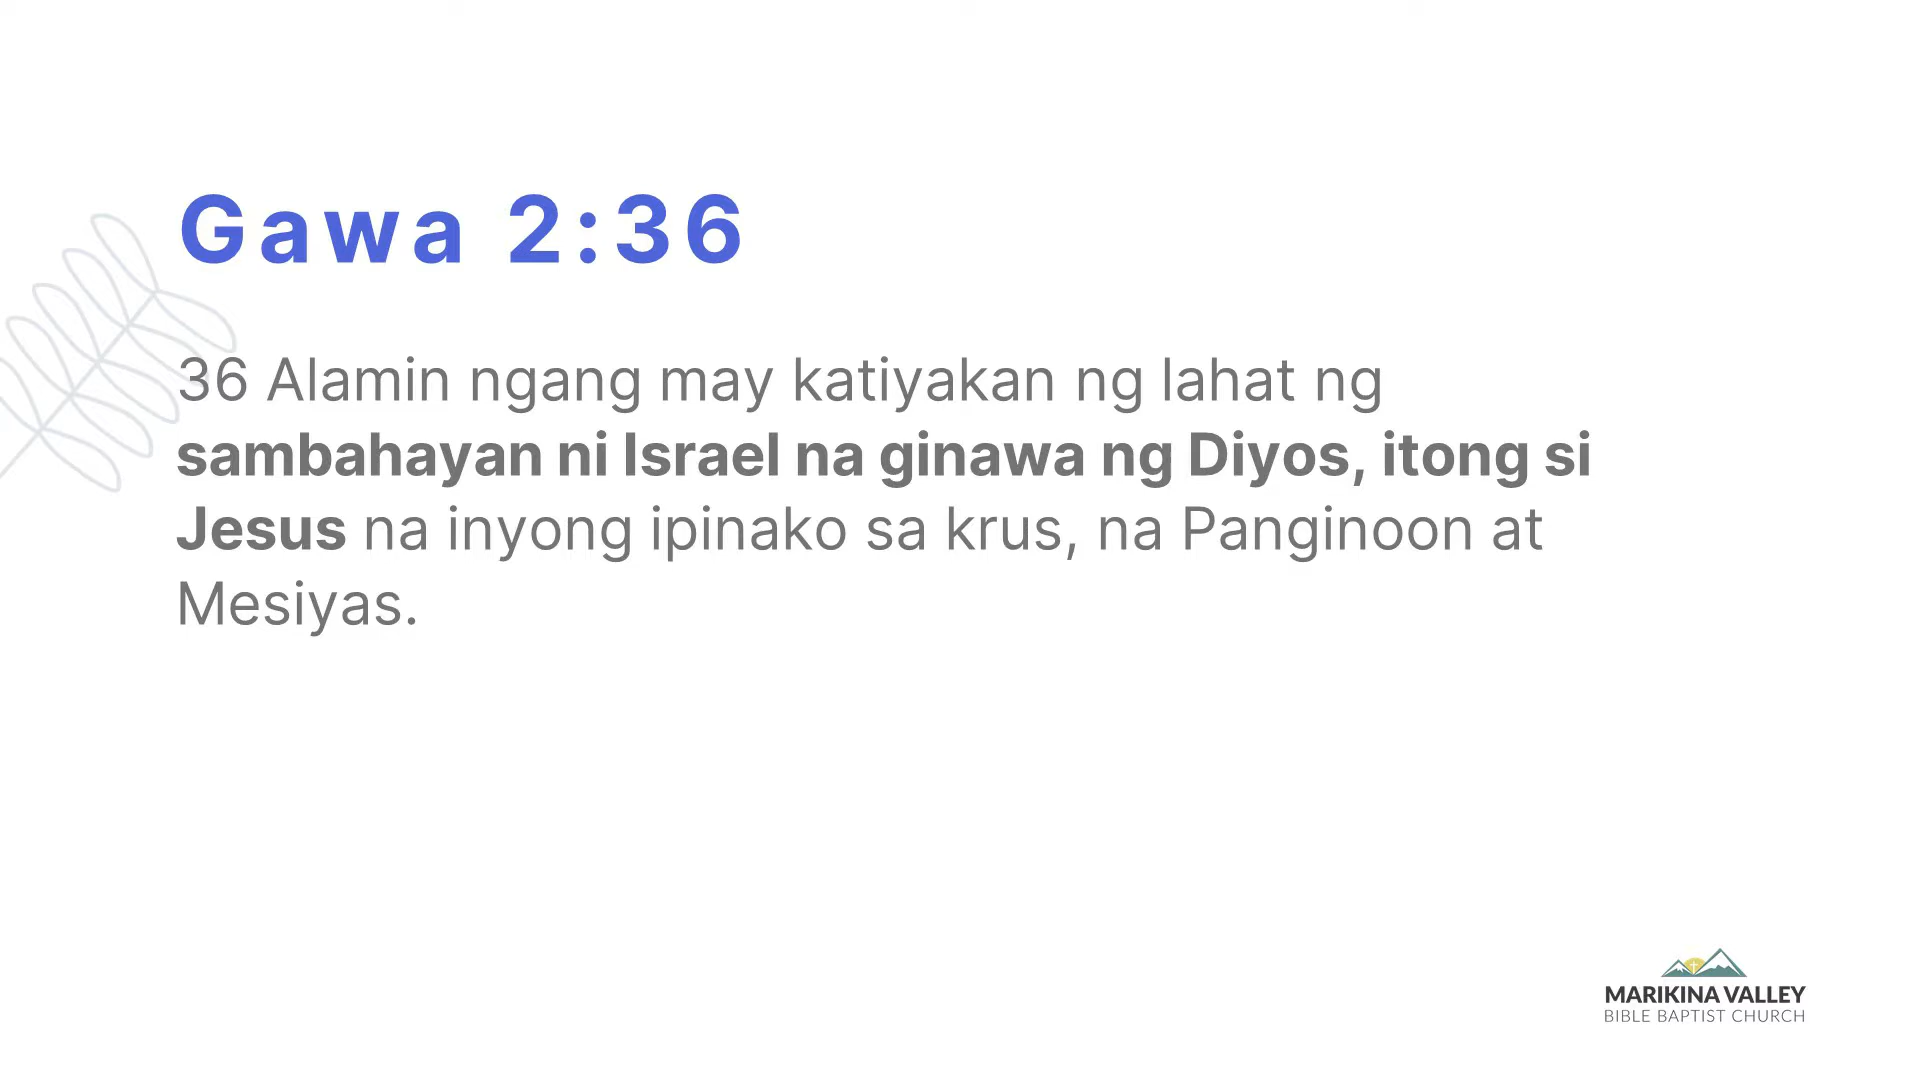 Gawa 2:36
36 Alamin ngang may katiyakan ng lahat ng
sambahayan ni Israel na ginawa ng Diyos, itong si
Jesus na inyong ipinako sa krus, na Panginoon at
Mesiyas.
MARIKINA VALLEY
BIBLE BAPTIST CHURCH